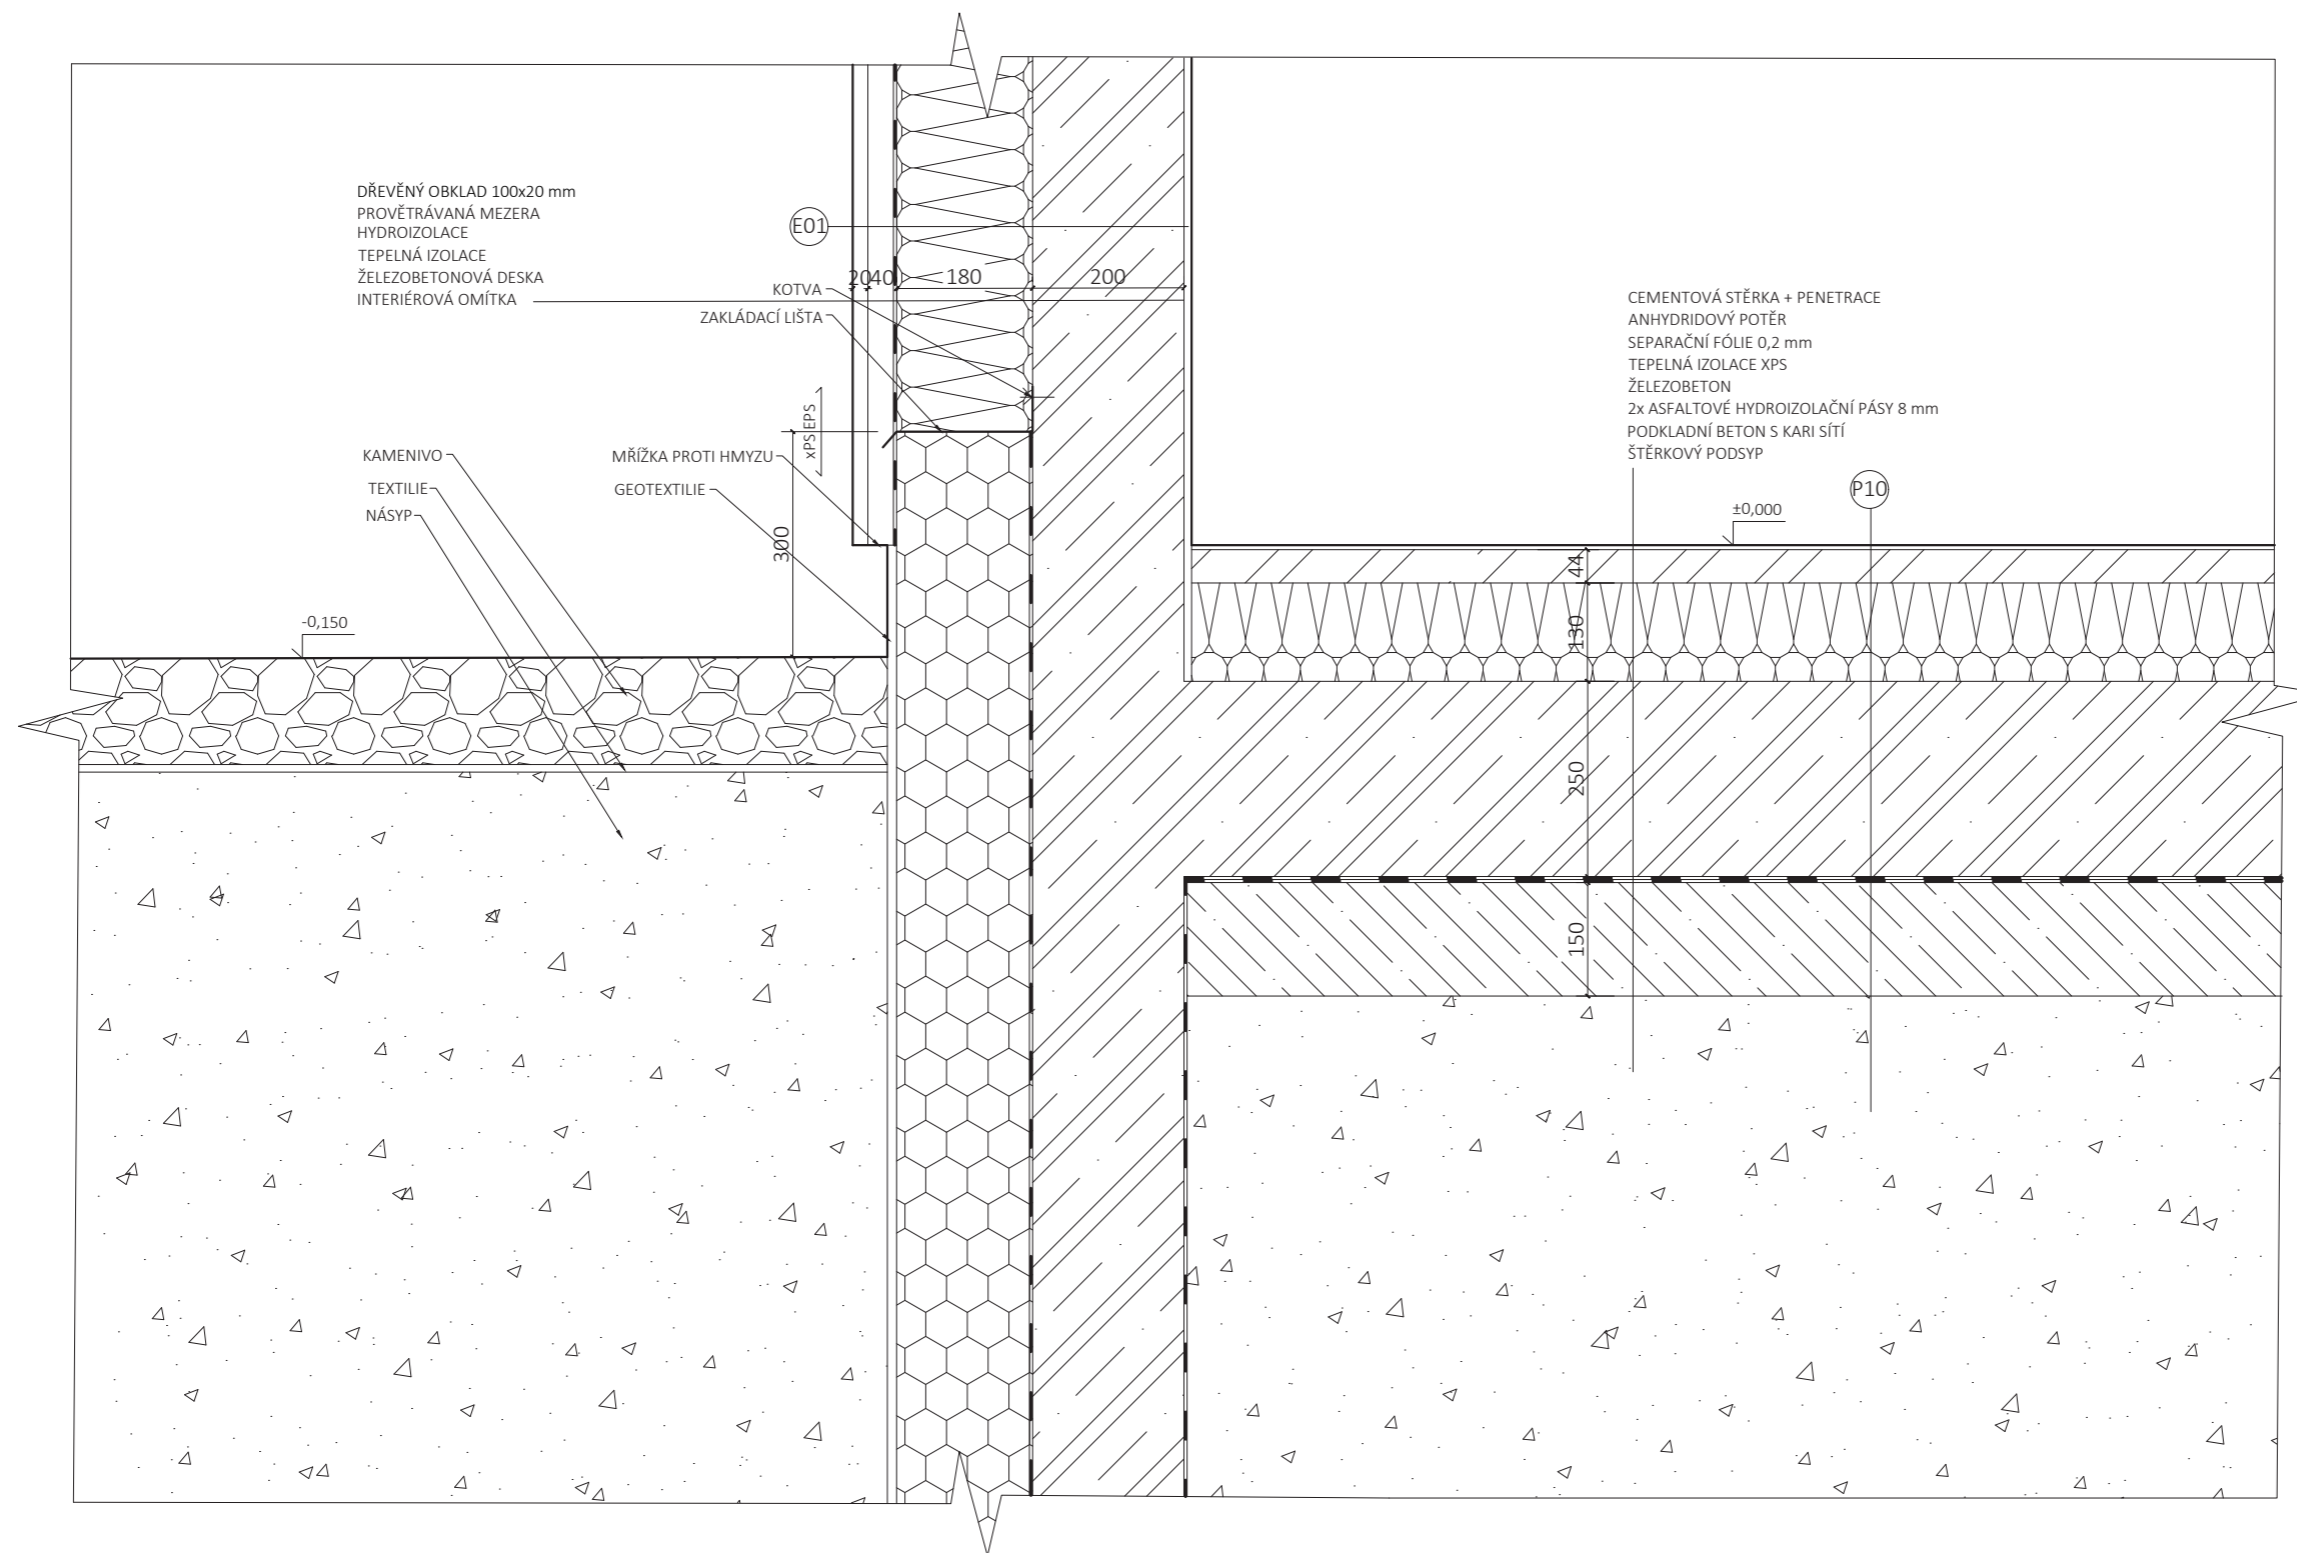 DŘEVĚNÝ OBKLAD 100x20 mm
PROVĚTRÁVANÁ MEZERA
HYDROIZOLACE
TEPELNÁ IZOLACE
ŽELEZOBETONOVÁ DESKA
INTERIÉROVÁ OMÍTKA
E01
20 40 180 200
KOTVA
ZAKLÁDACÍ LIŠTA
xPS EPS
KAMENIVO
TEXTILIE
NÁSYP
MŘÍŽKA PROTI HMYZU
GEOTEXTILIE
300
-0,150
CEMENTOVÁ STĚRKA + PENETRACE
ANHYDRIDOVÝ POTĚR
SEPARAČNÍ FÓLIE 0,2 mm
TEPELNÁ IZOLACE XPS
ŽELEZOBETON
2x ASFALTOVÉ HYDROIZOLAČNÍ PÁSY 8 mm
PODKLADNÍ BETON S KARI SÍTÍ
ŠTĚRKOVÝ PODSYP
P10
±0,000
44
130
250
150